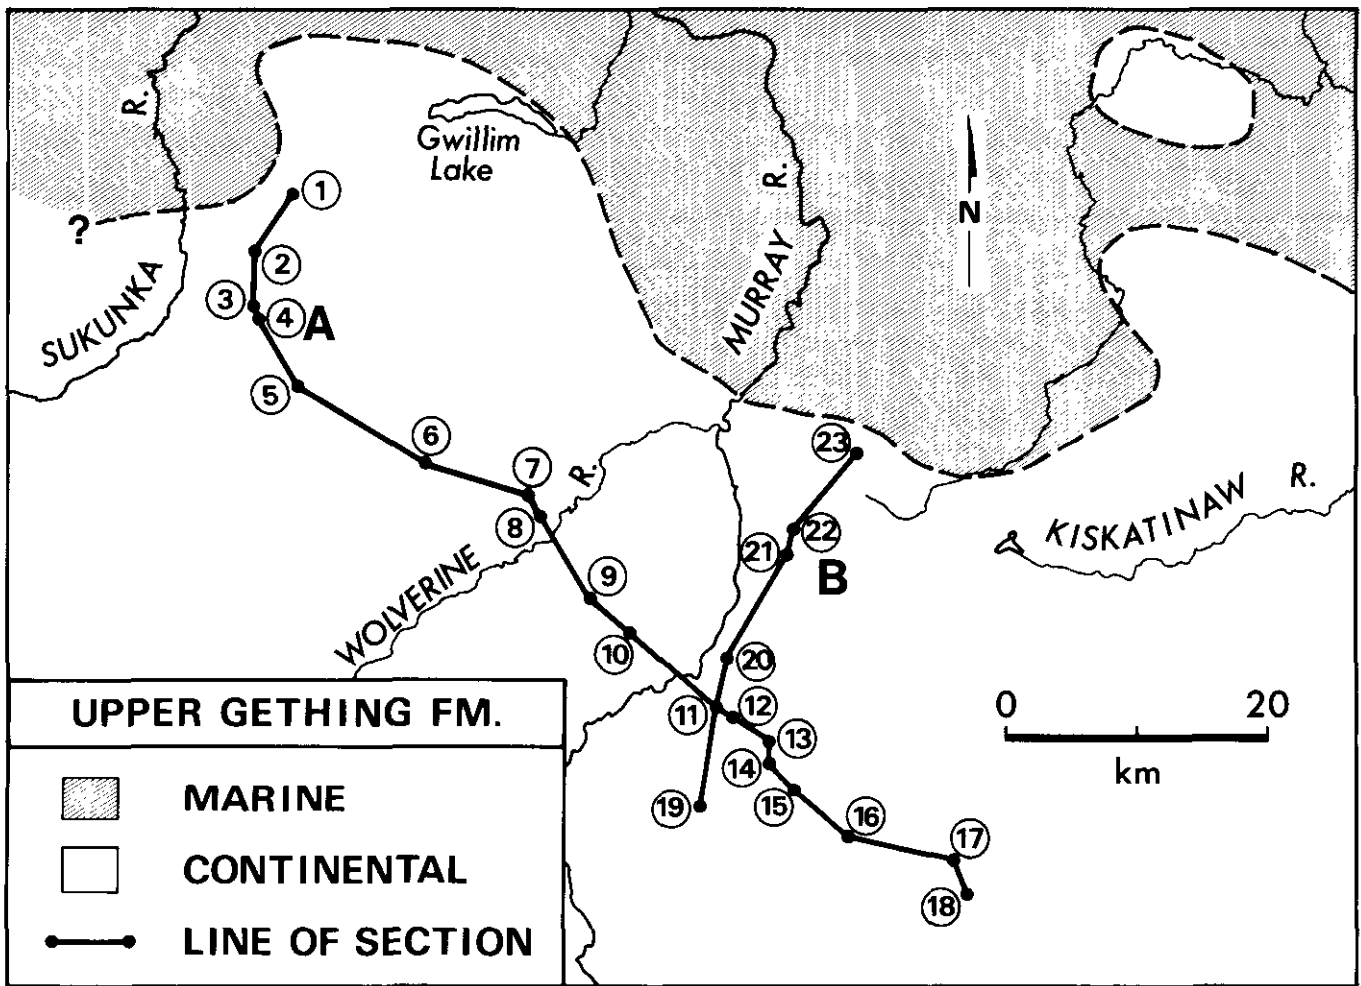 R.
Gwillim
Lake
R.
1
N
?
2
SUKUNKA
3
4
A
MURRAY
5
6
23
7
R.
R.
8
22
KISKATINAW
21
B
9
WOLVERINE
10
20
UPPER GETHING FM.
11
12
0
20
13
km
14
MARINE
19
15
16
17
CONTINENTAL
18
LINE OF SECTION